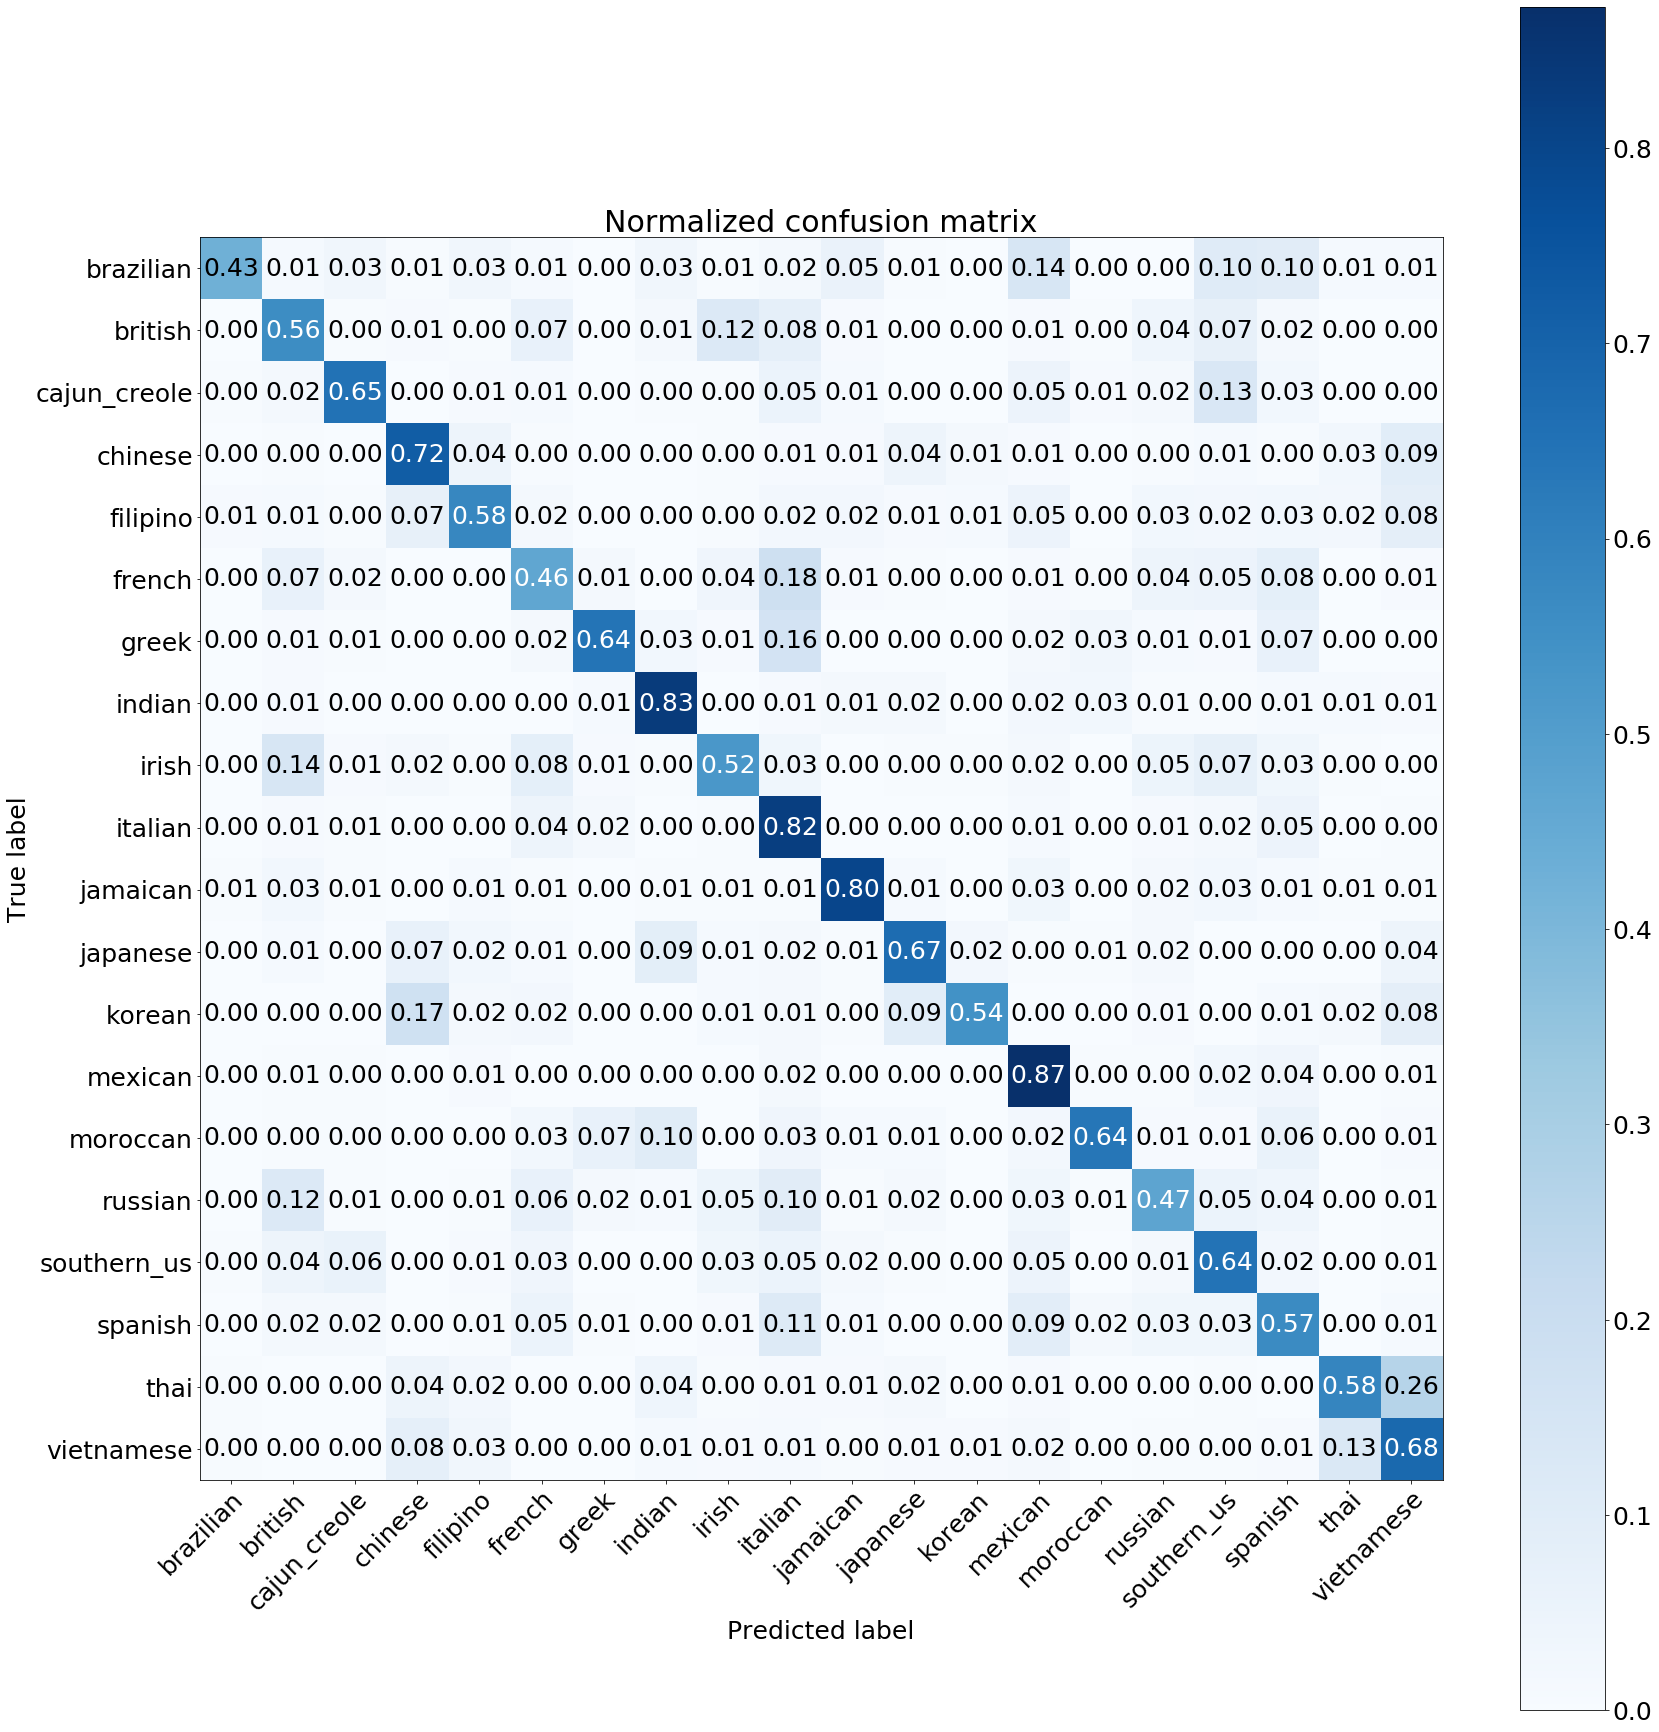 Normalized confusion matrix
brazilian 0.43 0.01 0.03 0.01 0.03 0.01 0.00 0.03 0.01 0.02 0.05 0.01 0.00 0.14 0.00 0.00 0.10 0.10 0.01 0.01
british 0.00 0.56 0.00 0.01 0.00 0.07 0.00 0.01 0.12 0.08 0.01 0.00 0.00 0.01 0.00 0.04 0.07 0.02 0.00 0.00
cajun_creole 0.00 0.02 0.65 0.00 0.01 0.01 0.00 0.00 0.00 0.05 0.01 0.00 0.00 0.05 0.01 0.02 0.13 0.03 0.00 0.00
chinese 0.00 0.00 0.00 0.72 0.04 0.00 0.00 0.00 0.00 0.01 0.01 0.04 0.01 0.01 0.00 0.00 0.01 0.00 0.03 0.09
filipino 0.01 0.01 0.00 0.07 0.58 0.02 0.00 0.00 0.00 0.02 0.02 0.01 0.01 0.05 0.00 0.03 0.02 0.03 0.02 0.08
french 0.00 0.07 0.02 0.00 0.00 0.46 0.01 0.00 0.04 0.18 0.01 0.00 0.00 0.01 0.00 0.04 0.05 0.08 0.00 0.01
greek 0.00 0.01 0.01 0.00 0.00 0.02 0.64 0.03 0.01 0.16 0.00 0.00 0.00 0.02 0.03 0.01 0.01 0.07 0.00 0.00
indian 0.00 0.01 0.00 0.00 0.00 0.00 0.01 0.83 0.00 0.01 0.01 0.02 0.00 0.02 0.03 0.01 0.00 0.01 0.01 0.01
irish 0.00 0.14 0.01 0.02 0.00 0.08 0.01 0.00 0.52 0.03 0.00 0.00 0.00 0.02 0.00 0.05 0.07 0.03 0.00 0.00
italian 0.00 0.01 0.01 0.00 0.00 0.04 0.02 0.00 0.00 0.82 0.00 0.00 0.00 0.01 0.00 0.01 0.02 0.05 0.00 0.00
jamaican 0.01 0.03 0.01 0.00 0.01 0.01 0.00 0.01 0.01 0.01 0.80 0.01 0.00 0.03 0.00 0.02 0.03 0.01 0.01 0.01
japanese 0.00 0.01 0.00 0.07 0.02 0.01 0.00 0.09 0.01 0.02 0.01 0.67 0.02 0.00 0.01 0.02 0.00 0.00 0.00 0.04
korean 0.00 0.00 0.00 0.17 0.02 0.02 0.00 0.00 0.01 0.01 0.00 0.09 0.54 0.00 0.00 0.01 0.00 0.01 0.02 0.08
mexican 0.00 0.01 0.00 0.00 0.01 0.00 0.00 0.00 0.00 0.02 0.00 0.00 0.00 0.87 0.00 0.00 0.02 0.04 0.00 0.01
moroccan 0.00 0.00 0.00 0.00 0.00 0.03 0.07 0.10 0.00 0.03 0.01 0.01 0.00 0.02 0.64 0.01 0.01 0.06 0.00 0.01
russian 0.00 0.12 0.01 0.00 0.01 0.06 0.02 0.01 0.05 0.10 0.01 0.02 0.00 0.03 0.01 0.47 0.05 0.04 0.00 0.01
southern_us 0.00 0.04 0.06 0.00 0.01 0.03 0.00 0.00 0.03 0.05 0.02 0.00 0.00 0.05 0.00 0.01 0.64 0.02 0.00 0.01
spanish 0.00 0.02 0.02 0.00 0.01 0.05 0.01 0.00 0.01 0.11 0.01 0.00 0.00 0.09 0.02 0.03 0.03 0.57 0.00 0.01
thai 0.00 0.00 0.00 0.04 0.02 0.00 0.00 0.04 0.00 0.01 0.01 0.02 0.00 0.01 0.00 0.00 0.00 0.00 0.58 0.26
vietnamese 0.00 0.00 0.00 0.08 0.03 0.00 0.00 0.01 0.01 0.01 0.00 0.01 0.01 0.02 0.00 0.00 0.00 0.01 0.13 0.68
brazilian british cajun_creole chinese filipino french greek indian irish italian jamaican japanese korean mexican moroccan russian southern_us spanish thai vietnamese
Predicted label
True label
0.8
0.7
0.6
0.5
0.4
0.3
0.2
0.1
0.0